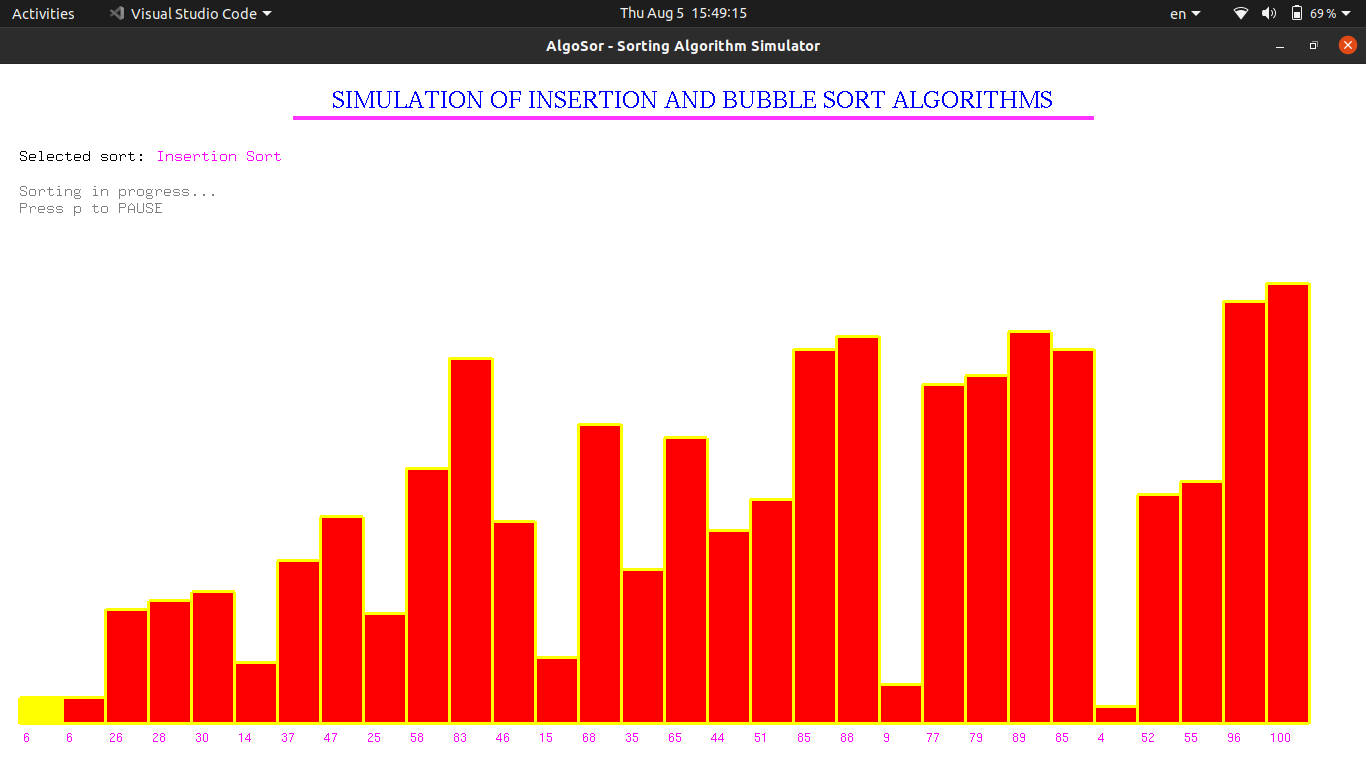 Activities Visual Studio Code Thu Aug 5 15:49:15 en 69%
AlgoSor - Sorting Algorithm Simulator
SIMULATION OF INSERTION AND BUBBLE SORT ALGORITHMS
Selected sort: Insertion Sort
Sorting in progress...
Press p to PAUSE
6 6 26 28 30 14 37 47 25 58 83 46 15 68 35 65 44 51 85 88 9 77 79 89 85 4 52 55 96 100